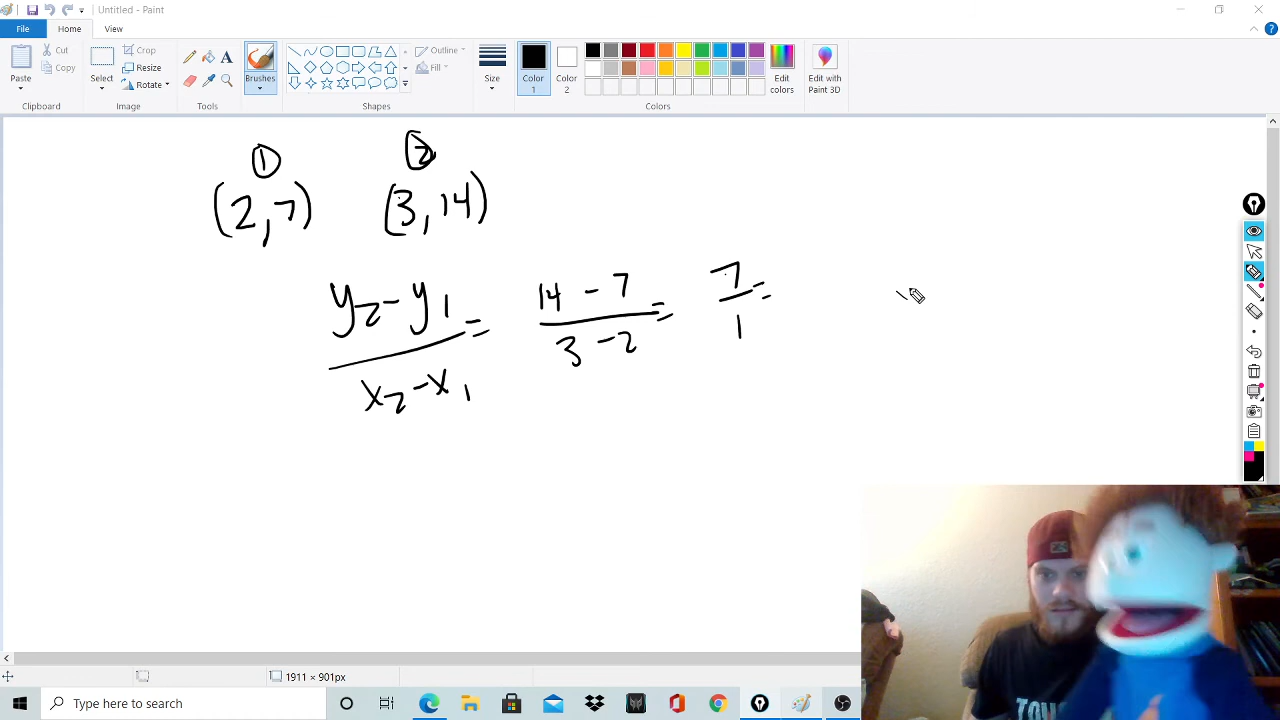 Untitled - Paint
File Home View
Paste
Cut
Copy
Clipboard
Select
Crop
Resize
Rotate
Image
A
Tools
Brushes
Shapes
Outline
Fill
Size
Color 1
Color 2
Colors
Edit colors
Edit with Paint 3D
① ②
(2,7) (3,14)
y2-y1 = 14 - 7 = 7 =
x2-x1 3 - 2 1
1911 × 901px
Type here to search